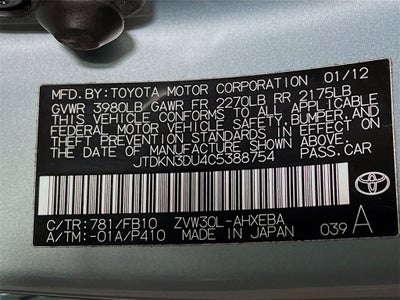 MFD. BY: TOYOTA MOTOR CORPORATION 01/12
GVWR 3980LB GAWR FR 2270LB RR 2175LB
THIS VEHICLE CONFORMS TO ALL APPLICABLE
FEDERAL MOTOR VEHICLE SAFETY, BUMPER, AND
THEFT PREVENTION STANDARDS IN EFFECT ON THE
DATE OF MANUFACTURE SHOWN ABOVE.
JTDKN3DU4C5388754 PASS.CAR
TOYOTA
C/TR: 781/FB10 ZVW30L-AHXEBA
A/TM: -01A/P410 MADE IN JAPAN 039 A